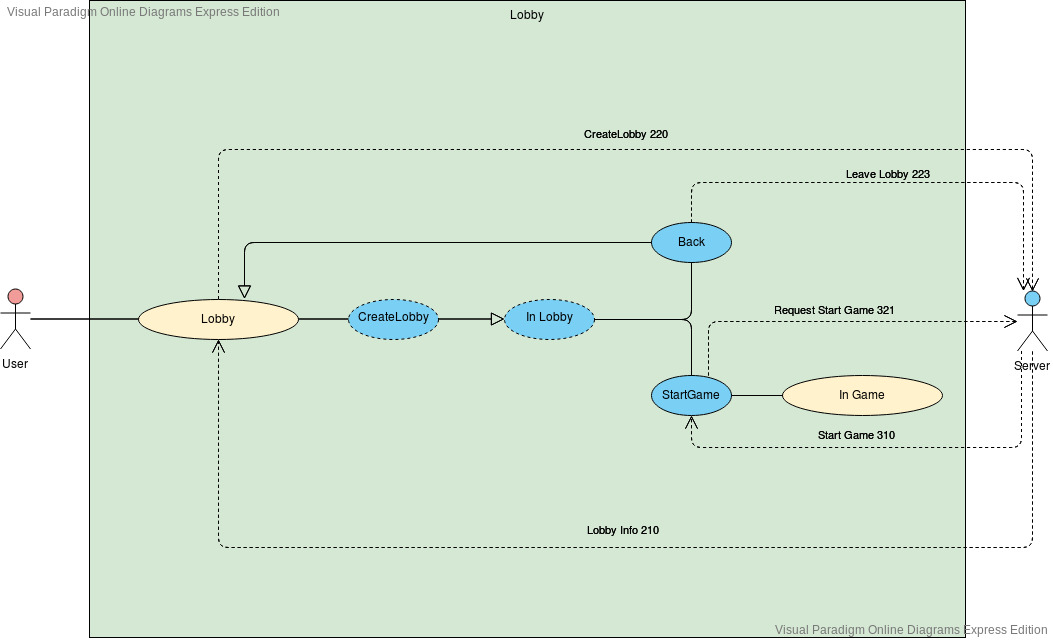 Visual Paradigm Online Diagrams Express Edition
Lobby
CreateLobby 220
Leave Lobby 223
Back
Request Start Game 321
Lobby
CreateLobby
In Lobby
User
Server
StartGame
In Game
Start Game 310
Lobby Info 210
Visual Paradigm Online Diagrams Express Edition